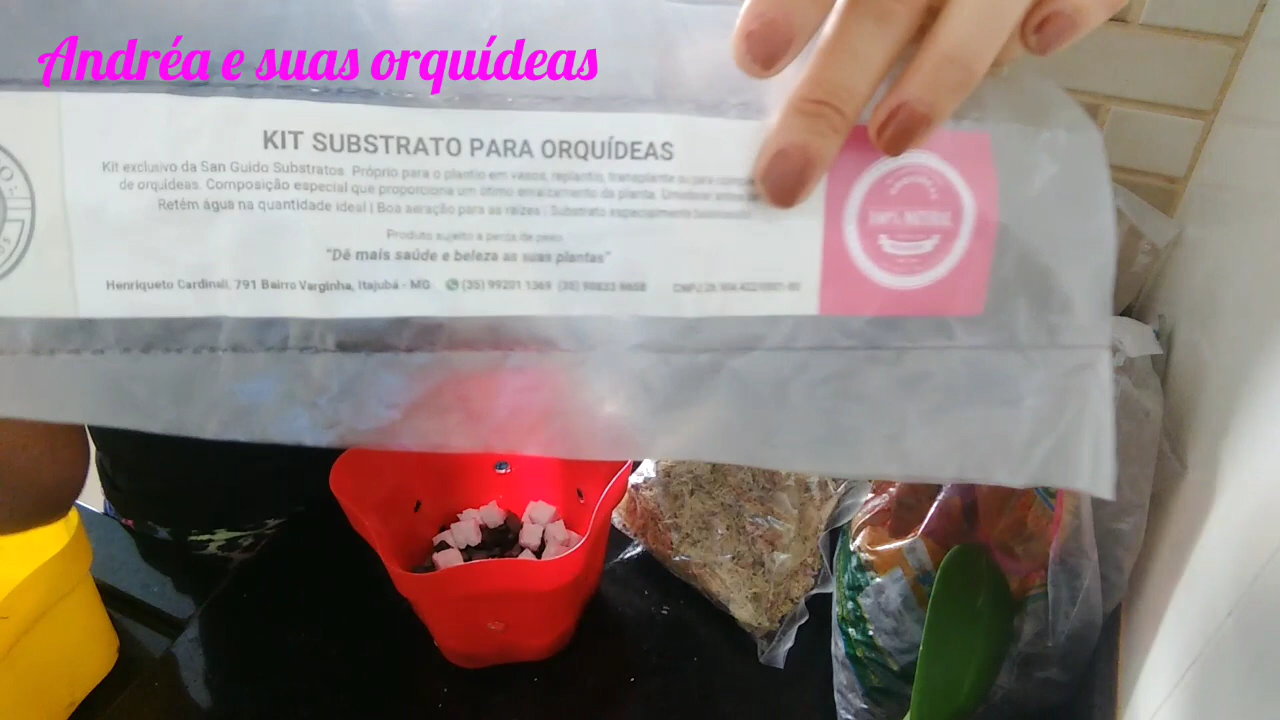 Andréa e suas orquídeas
KIT SUBSTRATO PARA ORQUÍDEAS
Kit exclusivo da San Guido Substratos. Próprio para o plantio em vasos, replantio, transplante
de orquídeas. Composição especial que proporciona um ótimo enraizamento da planta.
Retém água na quantidade ideal | Boa aeração para as raízes | Substrato especialmente
Produto sujeito a perda de peso
"Dê mais saúde e beleza as suas plantas"
Henriqueto Cardinali, 791 Bairro Varginha, Itajubá - MG (35) 99201 1369 (35)
100% NATURAL